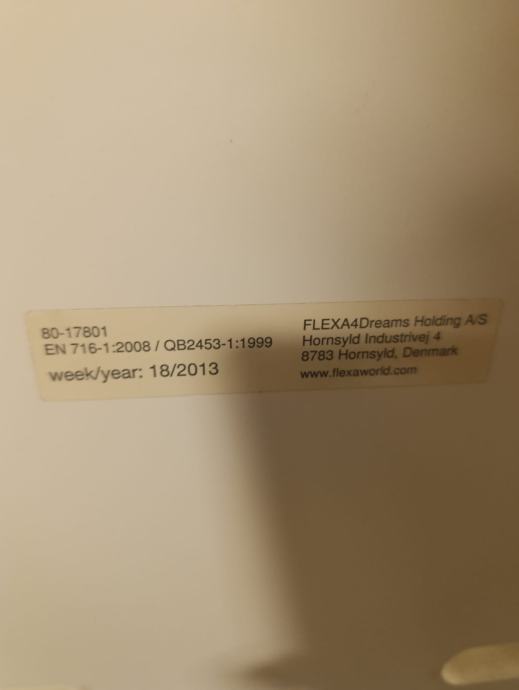 80-17801
EN 716-1:2008 / QB2453-1:1999
week/year: 18/2013
FLEXA4Dreams Holding A/S
Hornsyld Industrivej 4
8783 Hornsyld, Denmark
www.flexaworld.com